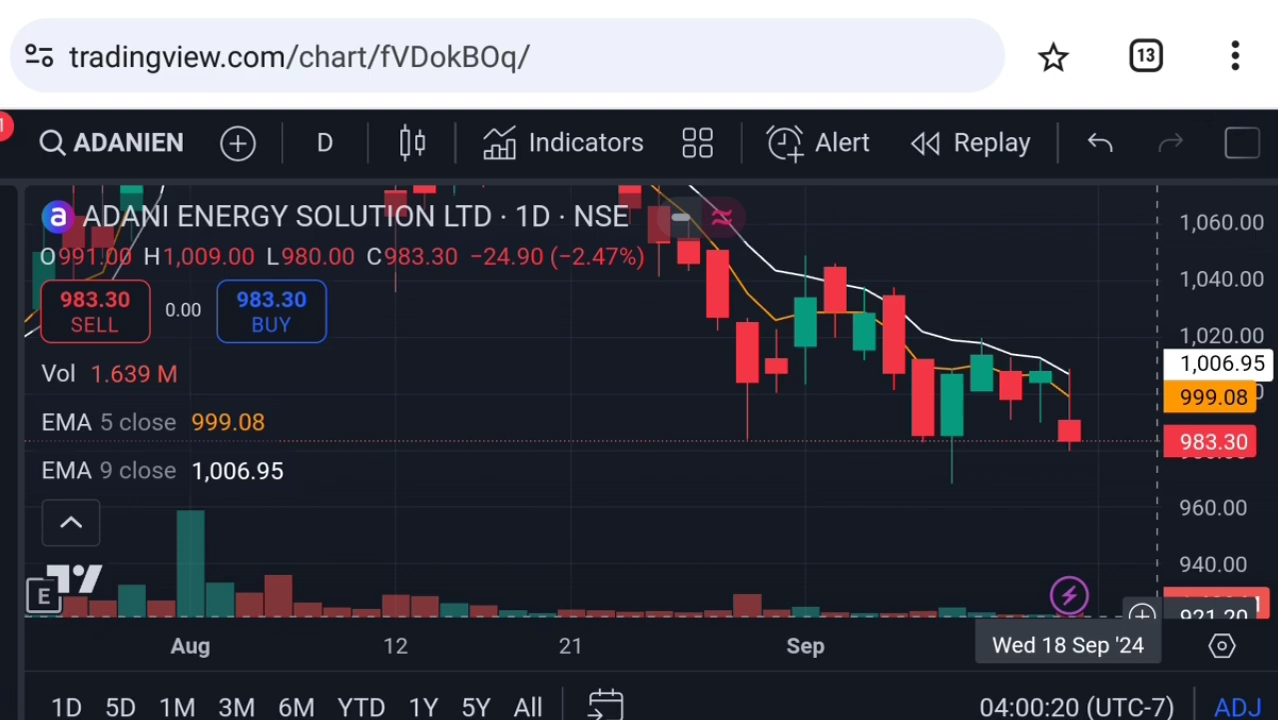 tradingview.com/chart/fVDokBOq/
13
1
ADANIEN
D
Indicators
Alert
Replay
ADANI ENERGY SOLUTION LTD · 1D · NSE
O991.00 H1,009.00 L980.00 C983.30 −24.90 (−2.47%)
983.30
SELL
0.00
983.30
BUY
Vol 1.639 M
EMA 5 close 999.08
EMA 9 close 1,006.95
1,060.00
1,040.00
1,020.00
1,006.95
999.08
983.30
960.00
940.00
921.20
E
Aug
12
21
Sep
Wed 18 Sep '24
1D 5D 1M 3M 6M YTD 1Y 5Y All
04:00:20 (UTC-7)
ADJ